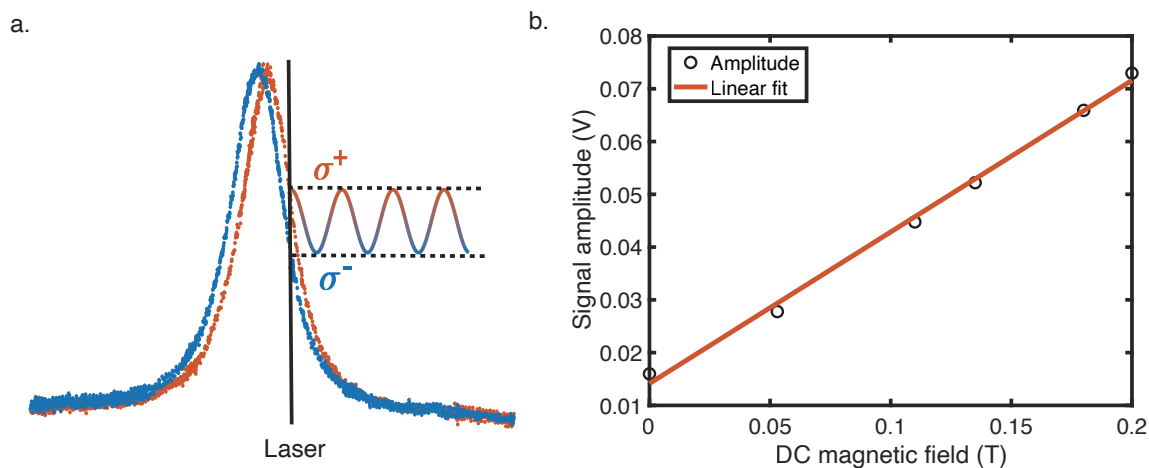 a.
σ+
σ-
Laser
b.
0.08
0.07
0.06
0.05
0.04
0.03
0.02
0.01
Signal amplitude (V)
Amplitude
Linear fit
0
0.05
0.1
0.15
0.2
DC magnetic field (T)